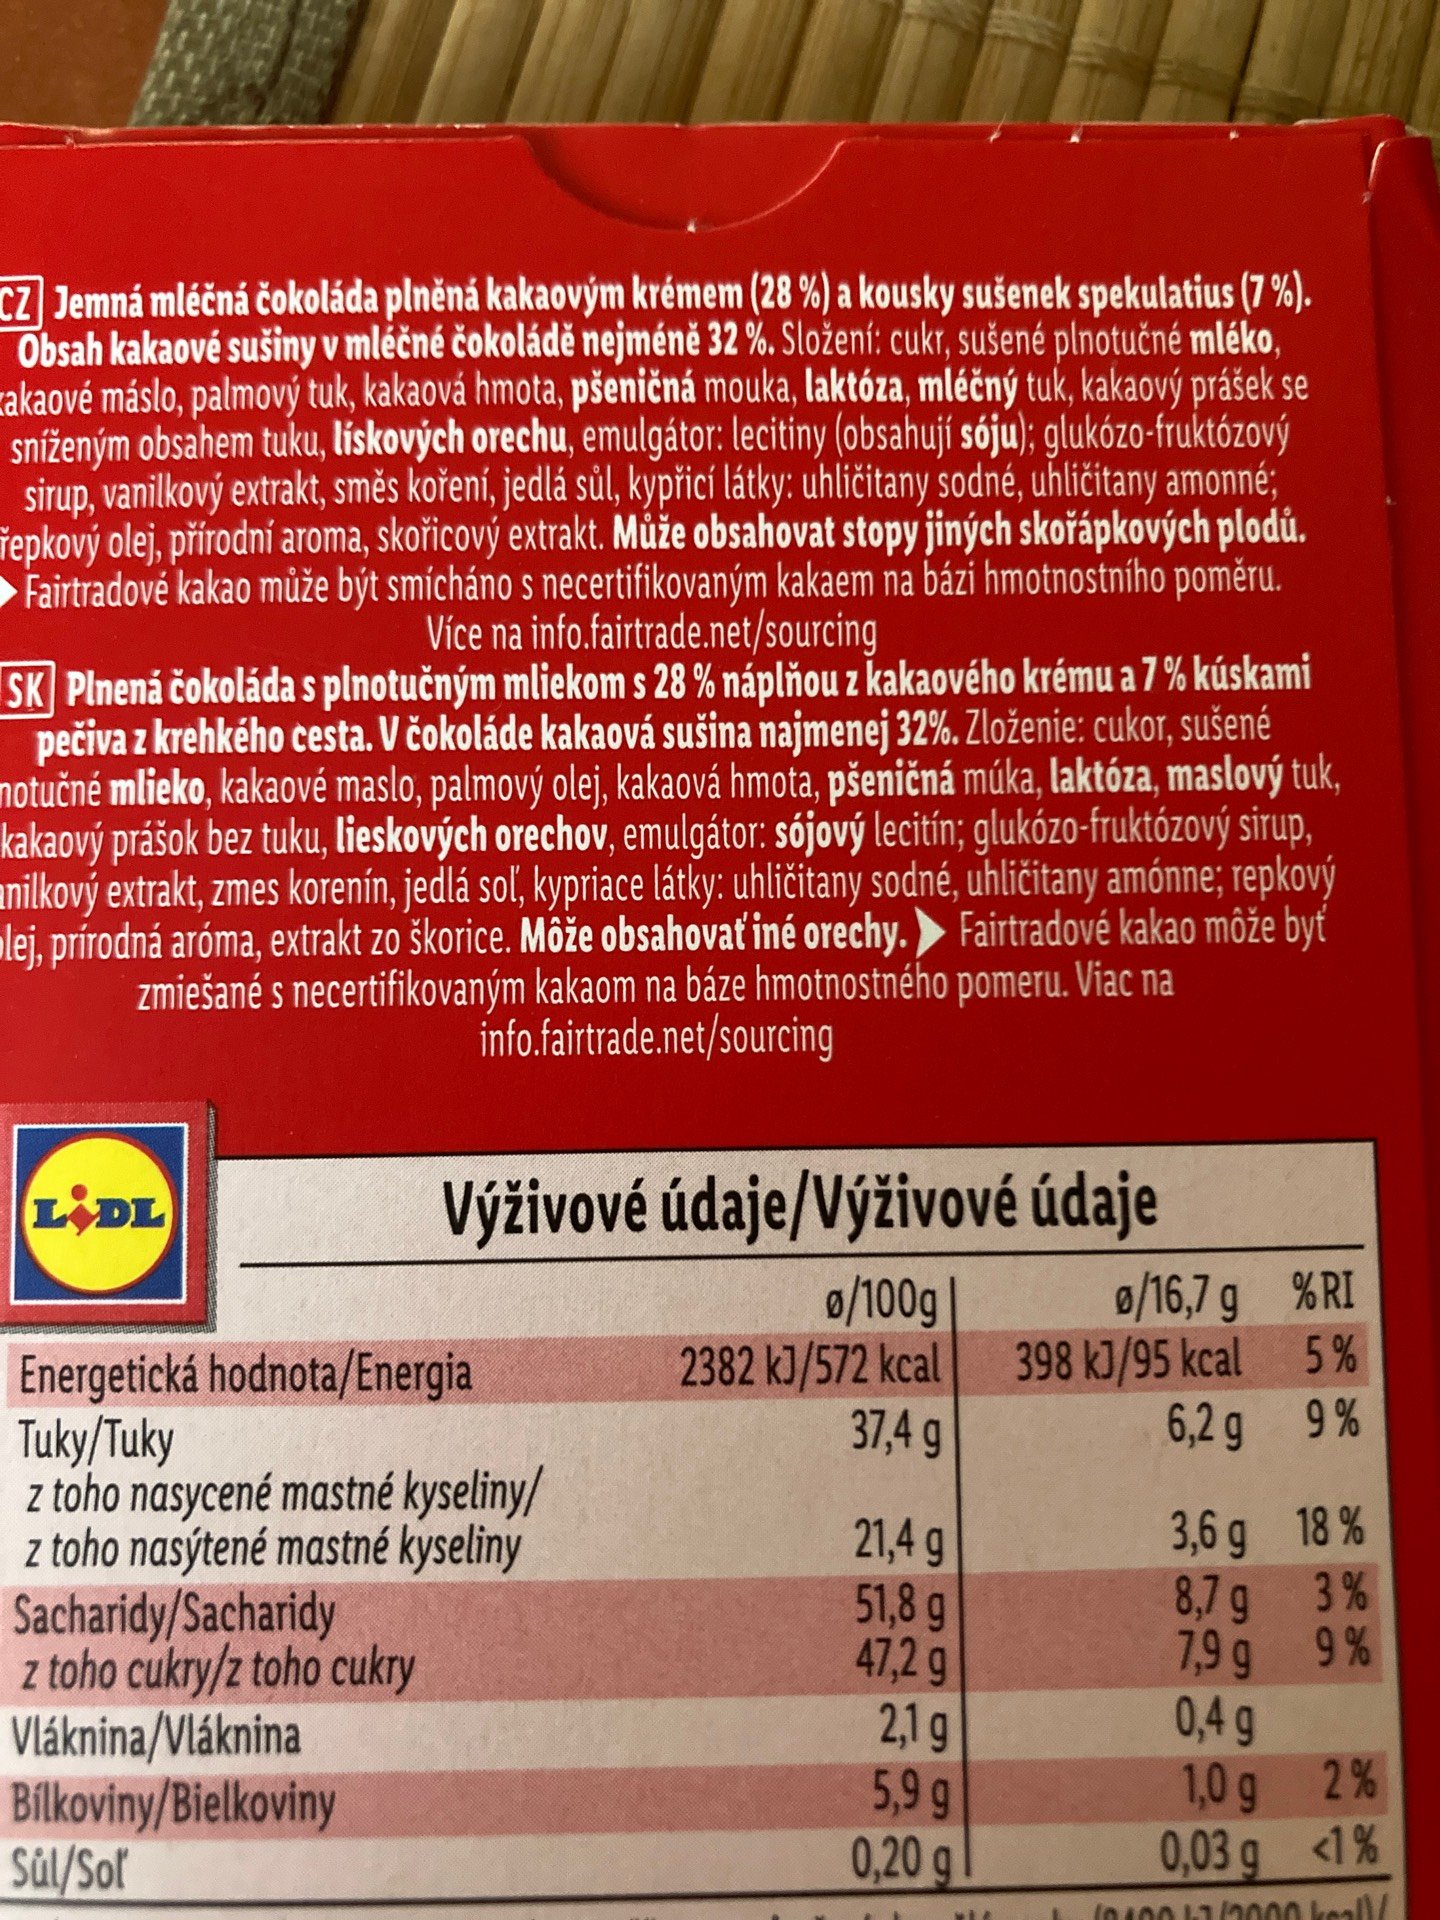 CZ Jemná mléčná čokoláda plněná kakaovým krémem (28 %) a kousky sušenek spekulatius (7 %).
Obsah kakaové sušiny v mléčné čokoládě nejméně 32 %. Složení: cukr, sušené plnotučné mléko,
kakaové máslo, palmový tuk, kakaová hmota, pšeničná mouka, laktóza, mléčný tuk, kakaový prášek se
sníženým obsahem tuku, lískových orechu, emulgátor: lecitiny (obsahují sóju); glukózo-fruktózový
sirup, vanilkový extrakt, směs koření, jedlá sůl, kypřicí látky: uhličitany sodné, uhličitany amonné;
řepkový olej, přírodní aroma, skořicový extrakt. Může obsahovat stopy jiných skořápkových plodů.
Fairtradové kakao může být smícháno s necertifikovaným kakaem na bázi hmotnostního poměru.
Více na info.fairtrade.net/sourcing
SK Plnená čokoláda s plnotučným mliekom s 28 % náplňou z kakaového krému a 7 % kúskami
pečiva z krehkého cesta. V čokoláde kakaová sušina najmenej 32%. Zloženie: cukor, sušené
notučné mlieko, kakaové maslo, palmový olej, kakaová hmota, pšeničná múka, laktóza, maslový tuk,
kakaový prášok bez tuku, lieskových orechov, emulgátor: sójový lecitín; glukózo-fruktózový sirup,
anilkový extrakt, zmes korenín, jedlá soľ, kypriace látky: uhličitany sodné, uhličitany amónne; repkový
olej, prírodná aróma, extrakt zo škorice. Môže obsahovať iné orechy. Fairtradové kakao môže byť
zmiešané s necertifikovaným kakaom na báze hmotnostného pomeru. Viac na
info.fairtrade.net/sourcing
LIDL
Výživové údaje/Výživové údaje
ø/100g ø/16,7 g %RI
Energetická hodnota/Energia 2382 kJ/572 kcal 398 kJ/95 kcal 5 %
Tuky/Tuky 37,4 g 6,2 g 9 %
z toho nasycené mastné kyseliny/
z toho nasýtené mastné kyseliny 21,4 g 3,6 g 18 %
Sacharidy/Sacharidy 51,8 g 8,7 g 3 %
z toho cukry/z toho cukry 47,2 g 7,9 g 9 %
Vláknina/Vláknina 2,1 g 0,4 g
Bílkoviny/Bielkoviny 5,9 g 1,0 g 2 %
Sůl/Soľ 0,20 g 0,03 g <1 %
(8400 kJ/2000 kcal)/